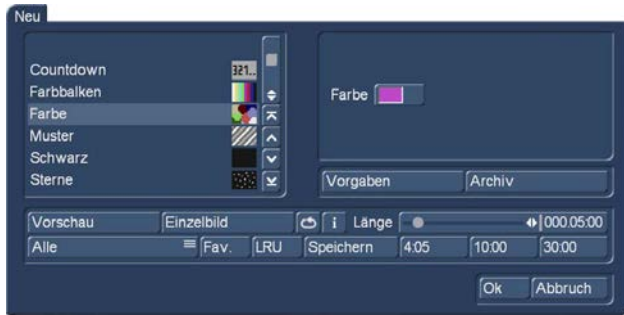 Neu
Countdown 321..
Farbbalken
Farbe
Muster
Schwarz
Sterne
Farbe
Vorgaben Archiv
Vorschau Einzelbild i Länge 000.05:00
Alle Fav. LRU Speichern 4:05 10:00 30:00
Ok Abbruch